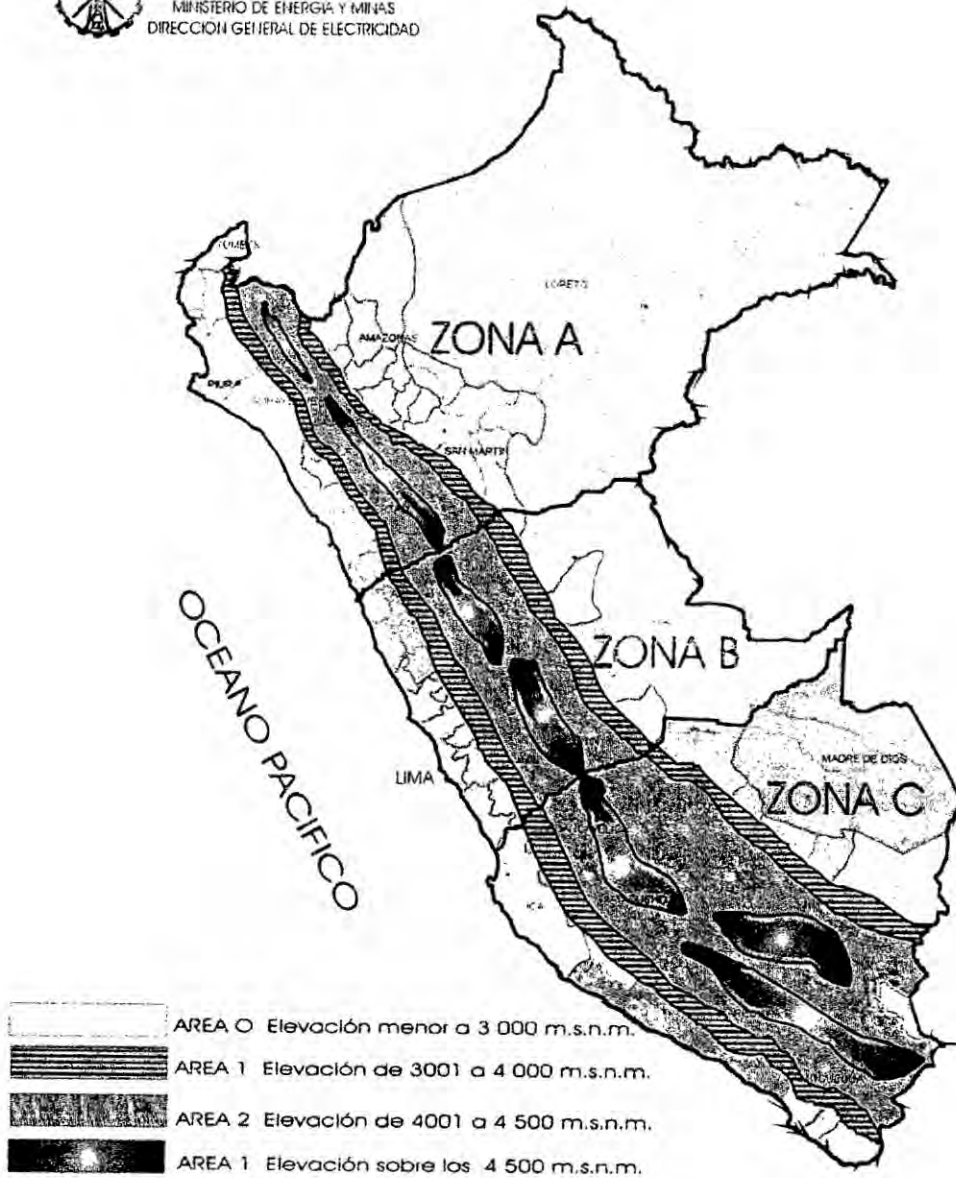 MINISTERIO DE ENERGIA Y MINAS
DIRECCION GENERAL DE ELECTRICIDAD
LORETO
AMAZONAS
ZONA A
PIURA
SAN MARTIN
OCEANO PACIFICO
ZONA B
LIMA
MADRE DE DIOS
ZONA C
ICA
AREA O Elevación menor a 3 000 m.s.n.m.
AREA 1 Elevación de 3001 a 4 000 m.s.n.m.
AREA 2 Elevación de 4001 a 4 500 m.s.n.m.
AREA 1 Elevación sobre los 4 500 m.s.n.m.